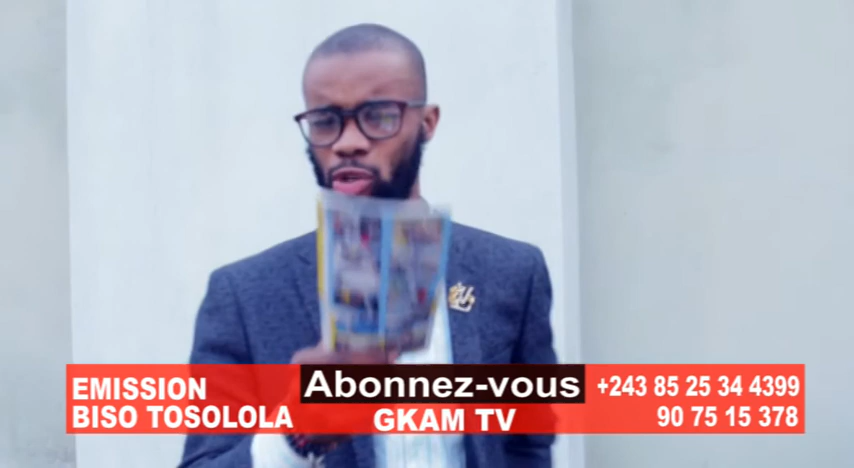 EMISSION
BISO TOSOLOLA
Abonnez-vous
GKAM TV
+243 85 25 34 4399
90 75 15 378